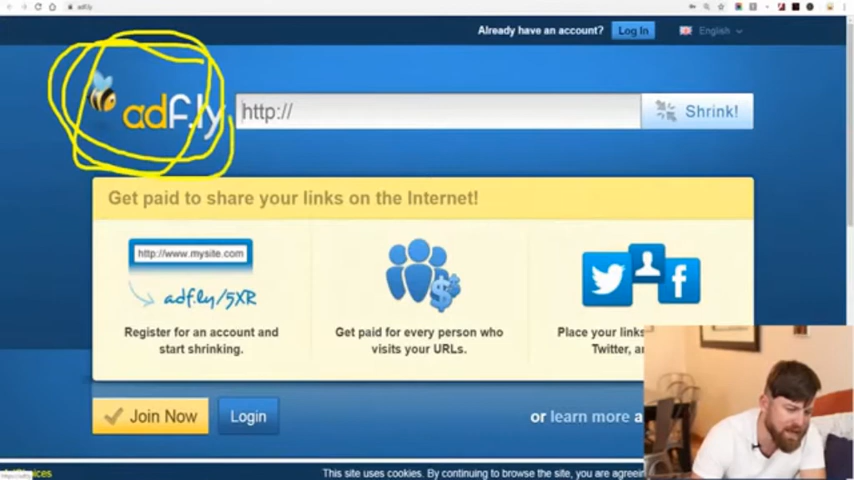 adf.ly
Already have an account? Log In English
adf.ly http:// Shrink!
Get paid to share your links on the Internet!
http://www.mysite.com
adf.ly/5XR
Register for an account and
start shrinking.
Get paid for every person who
visits your URLs.
Place your links
Twitter,
Join Now Login or learn more
This site uses cookies. By continuing to browse the site, you are